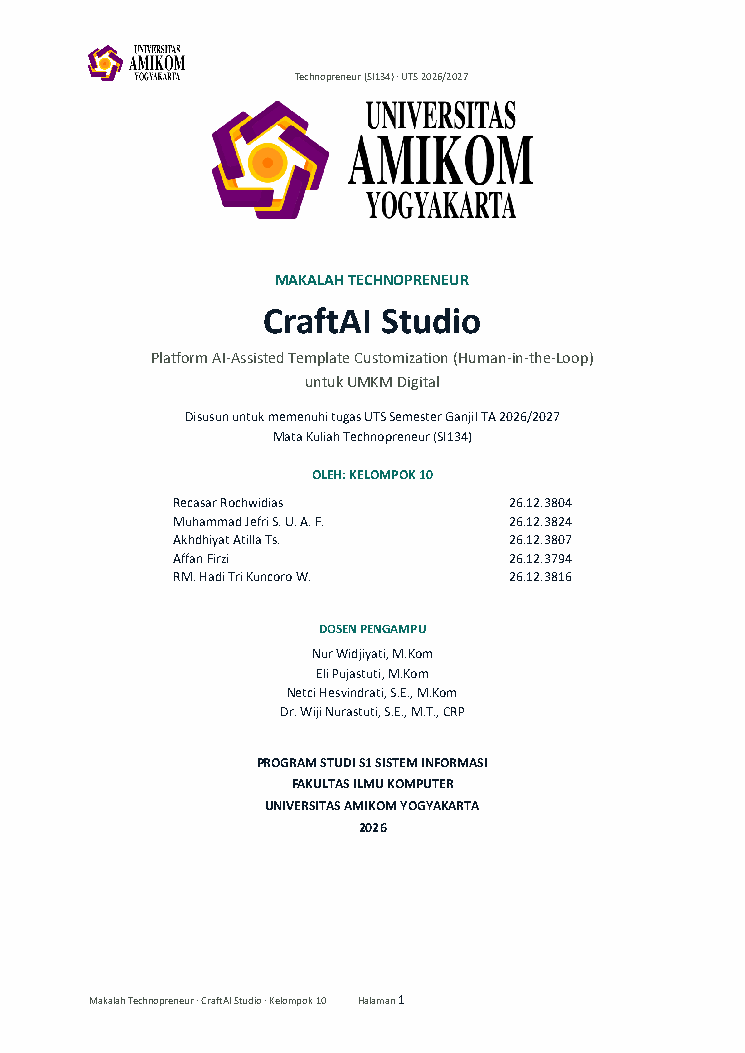 UNIVERSITAS
AMIKOM
YOGYAKARTA
Technopreneur (SI134) · UTS 2026/2027
UNIVERSITAS
AMIKOM
YOGYAKARTA
MAKALAH TECHNOPRENEUR
CraftAI Studio
Platform AI-Assisted Template Customization (Human-in-the-Loop)
untuk UMKM Digital
Disusun untuk memenuhi tugas UTS Semester Ganjil TA 2026/2027
Mata Kuliah Technopreneur (SI134)
OLEH: KELOMPOK 10
Recasar Rochwidias 26.12.3804
Muhammad Jefri S. U. A. F. 26.12.3824
Akhdhiyat Atilla Ts. 26.12.3807
Affan Firzi 26.12.3794
RM. Hadi Tri Kuncoro W. 26.12.3816
DOSEN PENGAMPU
Nur Widjiyati, M.Kom
Eli Pujastuti, M.Kom
Netci Hesvindrati, S.E., M.Kom
Dr. Wiji Nurastuti, S.E., M.T., CRP
PROGRAM STUDI S1 SISTEM INFORMASI
FAKULTAS ILMU KOMPUTER
UNIVERSITAS AMIKOM YOGYAKARTA
2026
Makalah Technopreneur · CraftAI Studio · Kelompok 10 Halaman 1